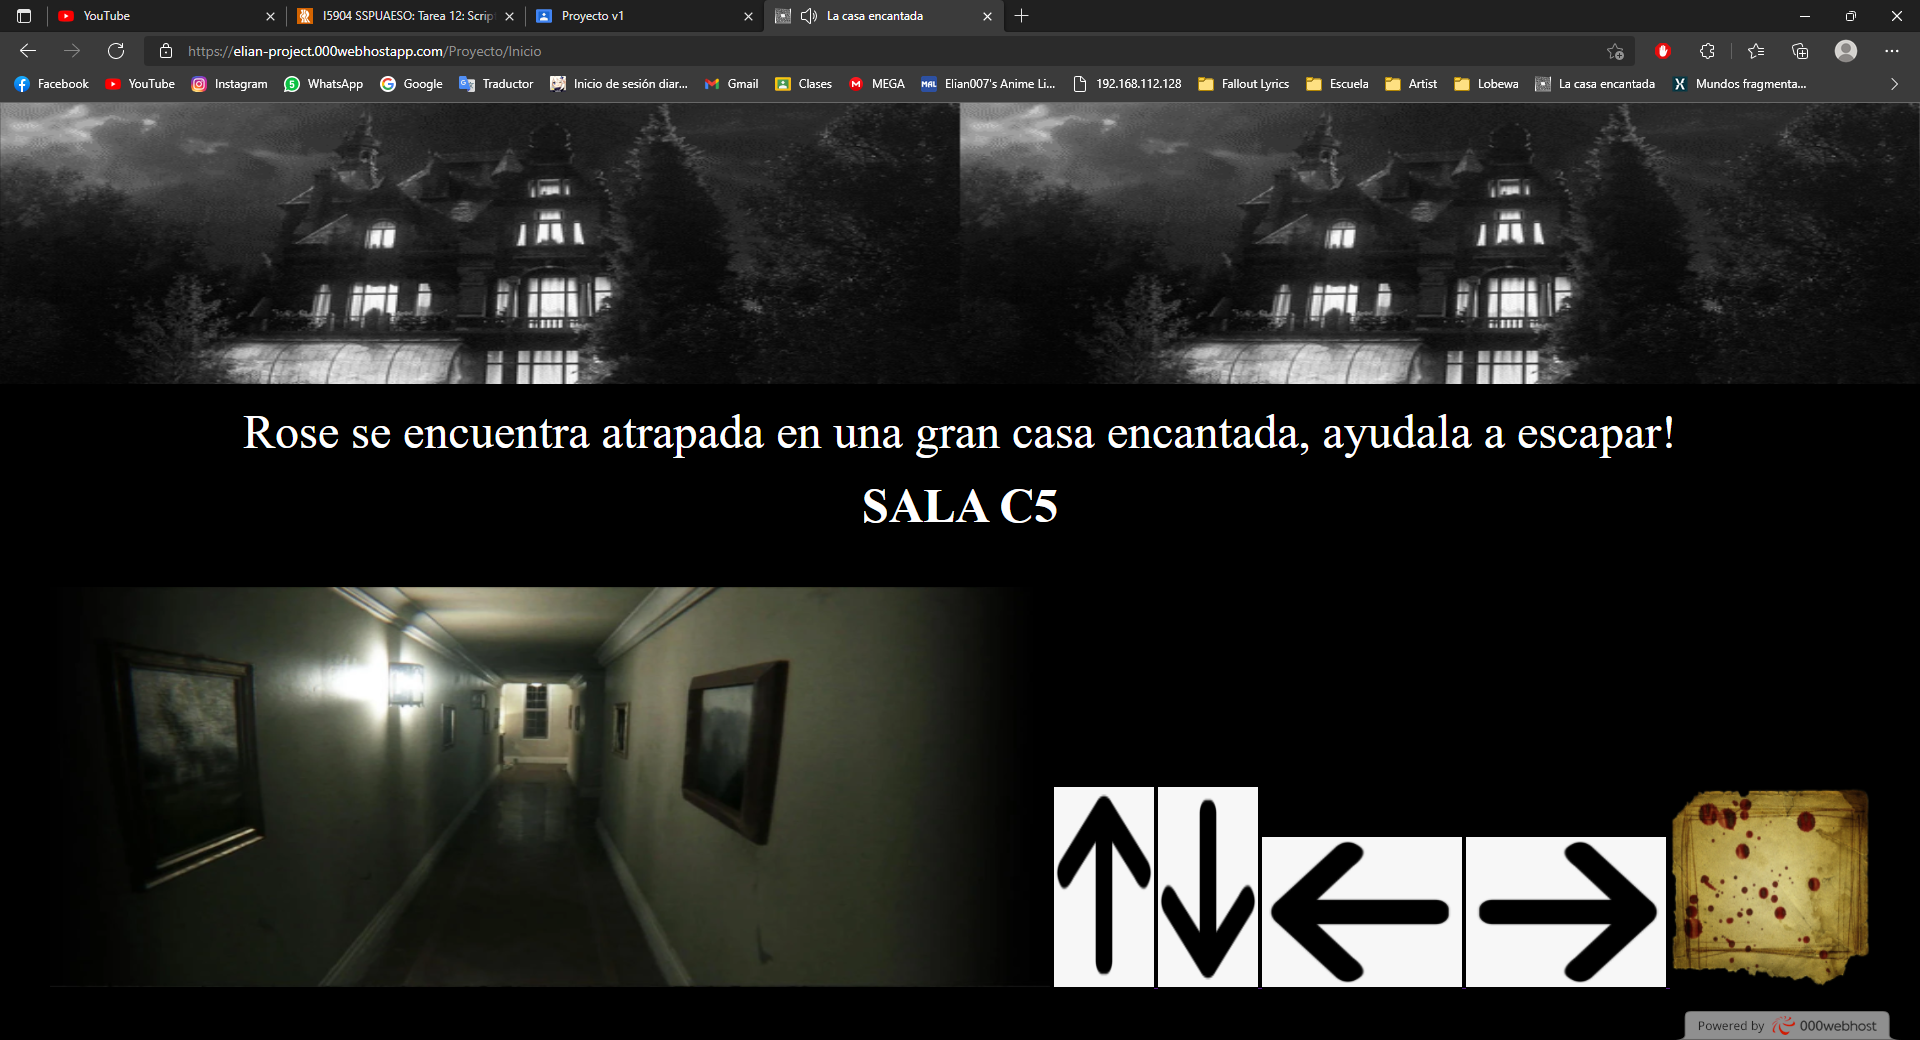 YouTube
I5904 SSPUAESO: Tarea 12: Scrip
Proyecto v1
La casa encantada
https://elian-project.000webhostapp.com/Proyecto/Inicio
Facebook YouTube Instagram WhatsApp Google Traductor Inicio de sesión diar... Gmail Clases MEGA MAL Elian007's Anime Li... 192.168.112.128 Fallout Lyrics Escuela Artist Lobewa La casa encantada Mundos fragmenta...
Rose se encuentra atrapada en una gran casa encantada, ayudala a escapar!
SALA C5
Powered by 000webhost